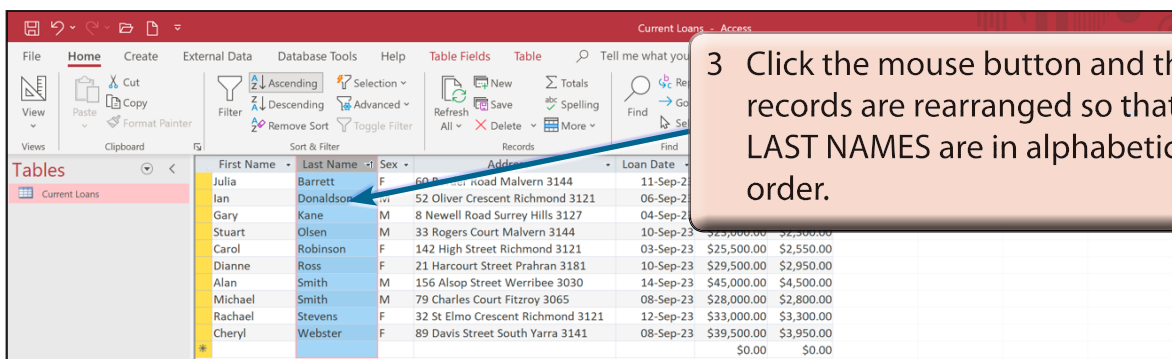 Current Loans - Access
File Home Create External Data Database Tools Help Table Fields Table Tell me what you
View Paste Cut Copy Format Painter
Filter Ascending Descending Remove Sort Selection Advanced Toggle Filter
Refresh All New Save Delete Totals Spelling More
Find
Views Clipboard Sort & Filter Records Find
3 Click the mouse button and
records are rearranged so that
LAST NAMES are in
order.
Tables
Current Loans
First Name Last Name Sex Loan Date
Julia Barrett F Road Malvern 3144 11-Sep-23
Ian Donaldson M 52 Oliver Crescent Richmond 3121 06-Sep-2
Gary Kane M 8 Newell Road Surrey Hills 3127 04-Sep-2
Stuart Olsen M 33 Rogers Court Malvern 3144 10-Sep-23 $23,000.00 $2,300.00
Carol Robinson F 142 High Street Richmond 3121 03-Sep-23 $25,500.00 $2,550.00
Dianne Ross F 21 Harcourt Street Prahran 3181 10-Sep-23 $29,500.00 $2,950.00
Alan Smith M 156 Alsop Street Werribee 3030 14-Sep-23 $45,000.00 $4,500.00
Michael Smith M 79 Charles Court Fitzroy 3065 08-Sep-23 $28,000.00 $2,800.00
Rachael Stevens F 32 St Elmo Crescent Richmond 3121 12-Sep-23 $33,000.00 $3,300.00
Cheryl Webster F 89 Davis Street South Yarra 3141 08-Sep-23 $39,500.00 $3,950.00
$0.00 $0.00